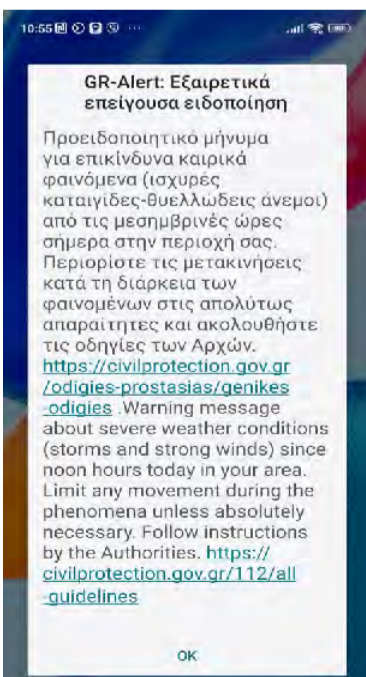 10:55
GR-Alert: Εξαιρετικά
επείγουσα ειδοποίηση
Προειδοποιητικό μήνυμα
για επικίνδυνα καιρικά
φαινόμενα (ισχυρές
καταιγίδες-θυελλώδεις άνεμοι)
από τις μεσημβρινές ώρες
σήμερα στην περιοχή σας.
Περιορίστε τις μετακινήσεις
κατά τη διάρκεια των
φαινομένων στις απολύτως
απαραίτητες και ακολουθήστε
τις οδηγίες των Αρχών.
https://civilprotection.gov.gr
/odigies-prostasias/genikes
-odigies .Warning message
about severe weather conditions
(storms and strong winds) since
noon hours today in your area.
Limit any movement during the
phenomena unless absolutely
necessary. Follow instructions
by the Authorities. https://
civilprotection.gov.gr/112/all
-guidelines
OK